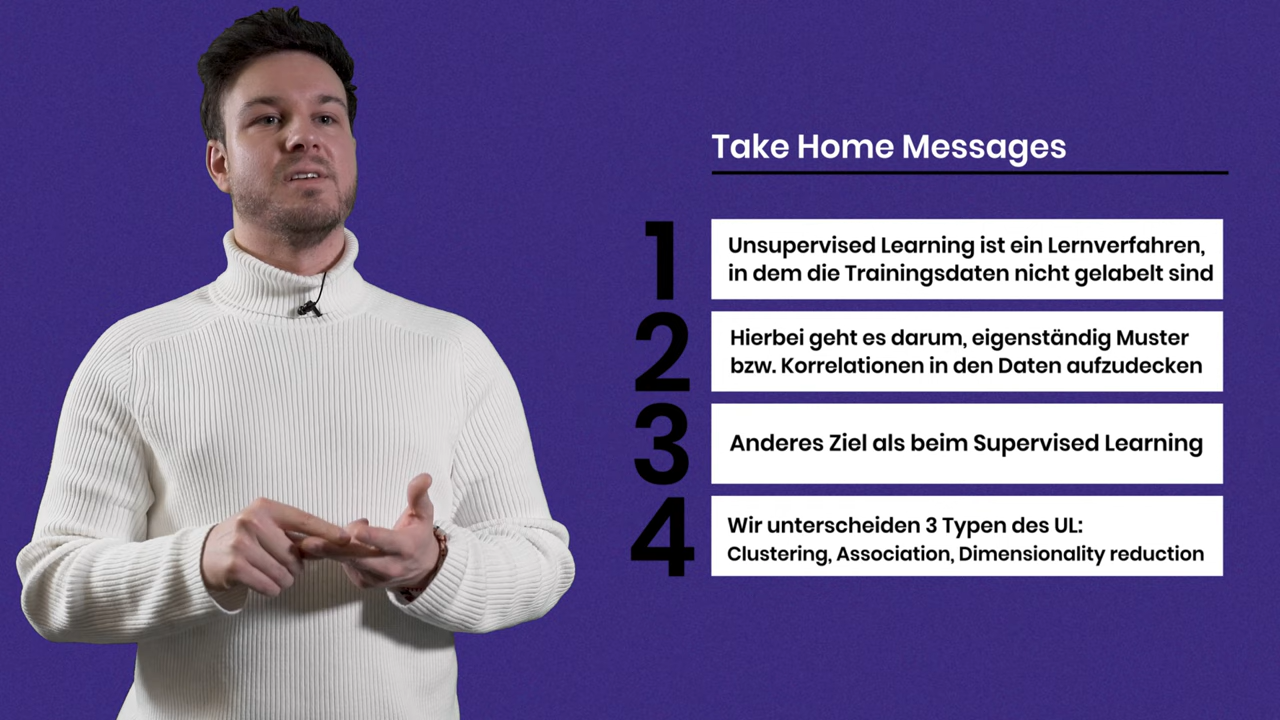 Take Home Messages
1
Unsupervised Learning ist ein Lernverfahren,
in dem die Trainingsdaten nicht gelabelt sind
2
Hierbei geht es darum, eigenständig Muster
bzw. Korrelationen in den Daten aufzudecken
3
Anderes Ziel als beim Supervised Learning
4
Wir unterscheiden 3 Typen des UL:
Clustering, Association, Dimensionality reduction